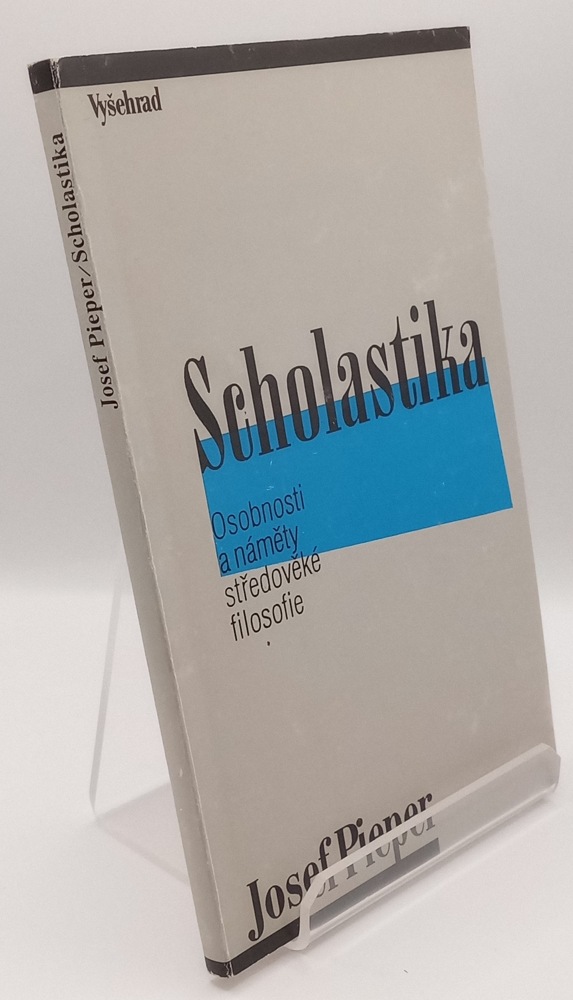 Vyšehrad
Josef Pieper/Scholastika
Scholastika
Osobnosti
a náměty
středověké
filosofie
Josef Pieper